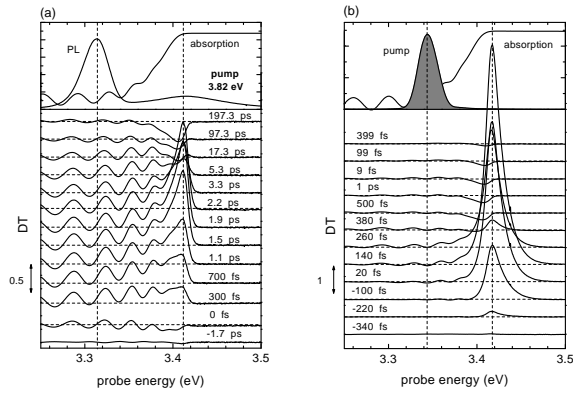 (a)
PL
absorption
pump
3.82 eV
197.3 ps
97.3 ps
17.3 ps
5.3 ps
3.3 ps
2.2 ps
1.9 ps
1.5 ps
1.1 ps
700 fs
300 fs
0 fs
-1.7 ps
DT
0.5
3.3
3.4
3.5
probe energy (eV)
(b)
pump
absorption
399 fs
99 fs
9 fs
1 ps
500 fs
380 fs
260 fs
140 fs
20 fs
-100 fs
-220 fs
-340 fs
DT
1
3.3
3.4
3.5
probe energy (eV)